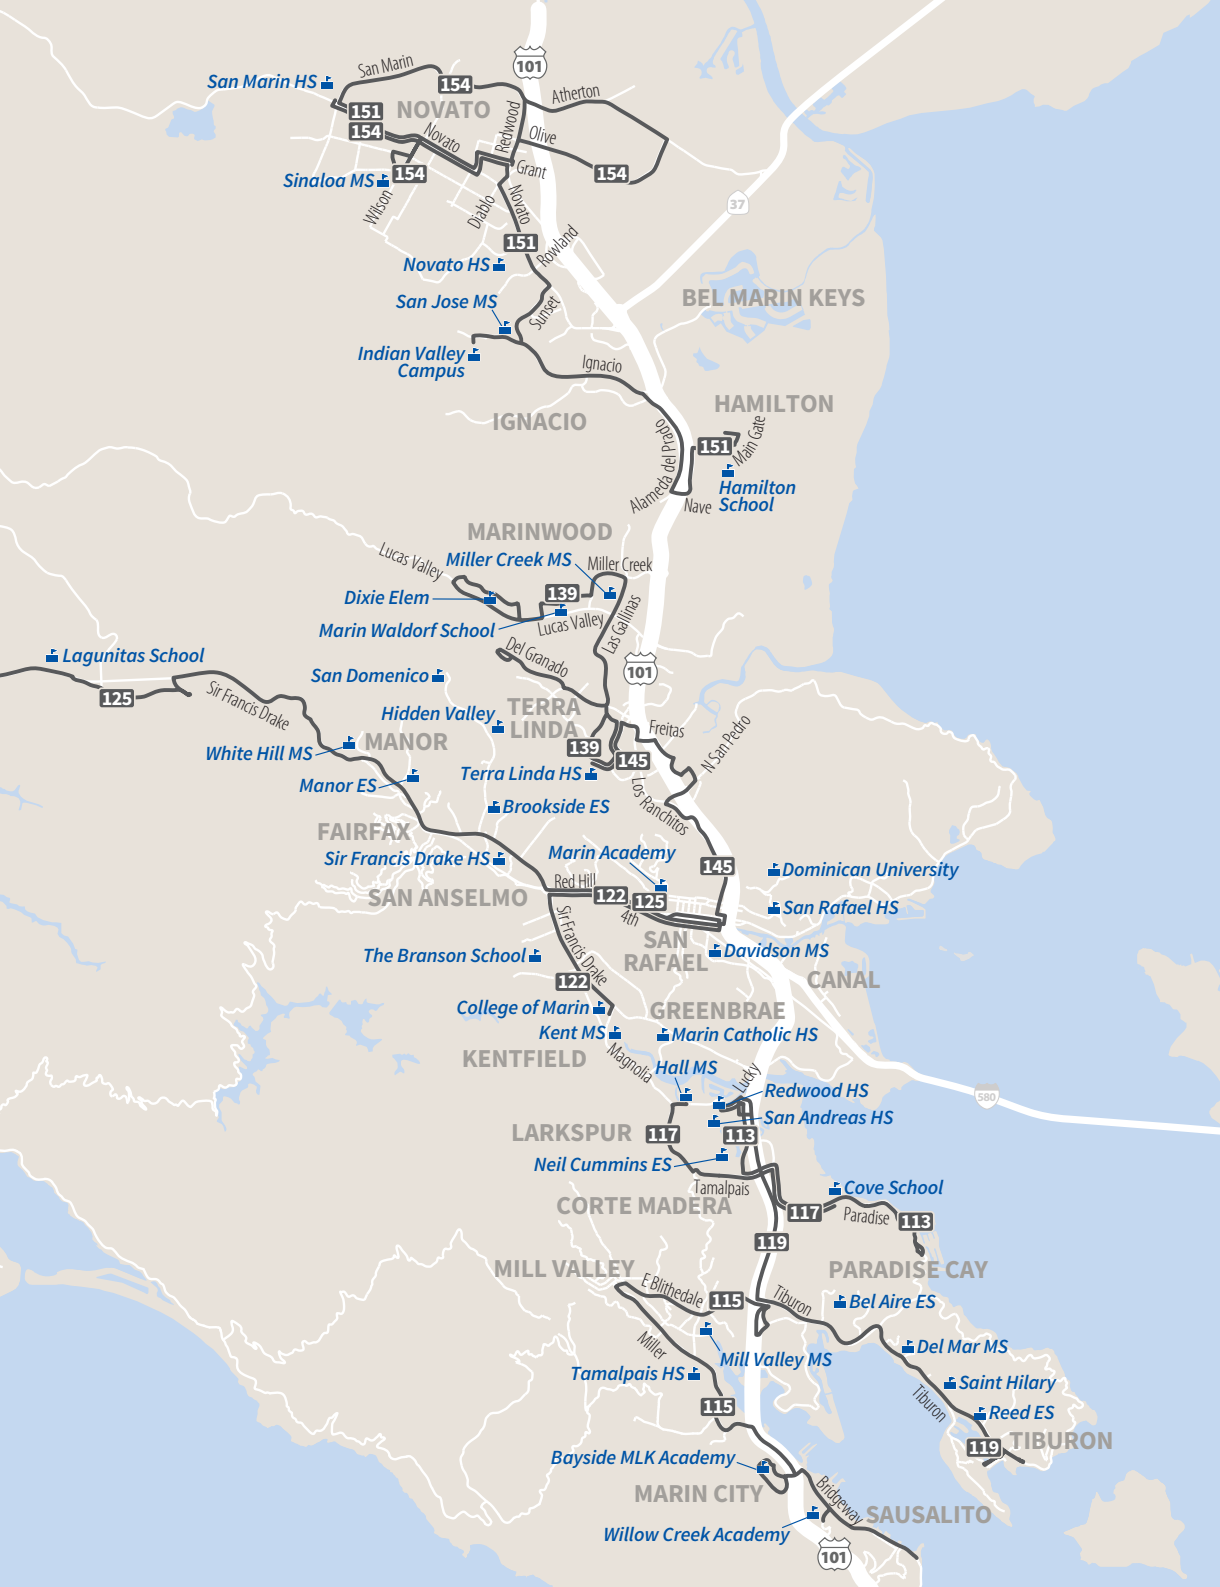 San Marin
101
San Marin HS
154
Atherton
151
NOVATO
154
Novato
Redwood
Olive
Sinaloa MS
154
Grant
154
Wilson
Diablo
Novato
37
151
Rowland
Novato HS
San Jose MS
BEL MARIN KEYS
Sunset
Indian Valley
Campus
Ignacio
HAMILTON
IGNACIO
Alameda del Prado
151
Main Gate
Hamilton
School
Nave
MARINWOOD
Lucas Valley
Miller Creek MS
Miller Creek
Dixie Elem
139
Marin Waldorf School
Lucas Valley
Las Gallinas
Lagunitas School
Del Granado
101
San Domenico
125
Sir Francis Drake
TERRA
LINDA
Hidden Valley
Freitas
N San Pedro
White Hill MS
MANOR
139
145
Manor ES
Terra Linda HS
Los Ranchitos
Brookside ES
FAIRFAX
Sir Francis Drake HS
Marin Academy
145
Dominican University
Red Hill
122
125
SAN ANSELMO
4th
San Rafael HS
Sir Francis Drake
SAN
RAFAEL
The Branson School
Davidson MS
122
CANAL
College of Marin
GREENBRAE
Kent MS
Marin Catholic HS
KENTFIELD
Magnolia
Hall MS
Lucky
Redwood HS
580
San Andreas HS
LARKSPUR
117
113
Neil Cummins ES
Tamalpais
Cove School
CORTE MADERA
117
Paradise
113
119
MILL VALLEY
PARADISE CAY
E Blithedale
115
Tiburon
Bel Aire ES
Miller
Mill Valley MS
Del Mar MS
Tamalpais HS
Saint Hilary
115
Tiburon
Reed ES
119
TIBURON
Bayside MLK Academy
MARIN CITY
Bridgeway
SAUSALITO
Willow Creek Academy
101